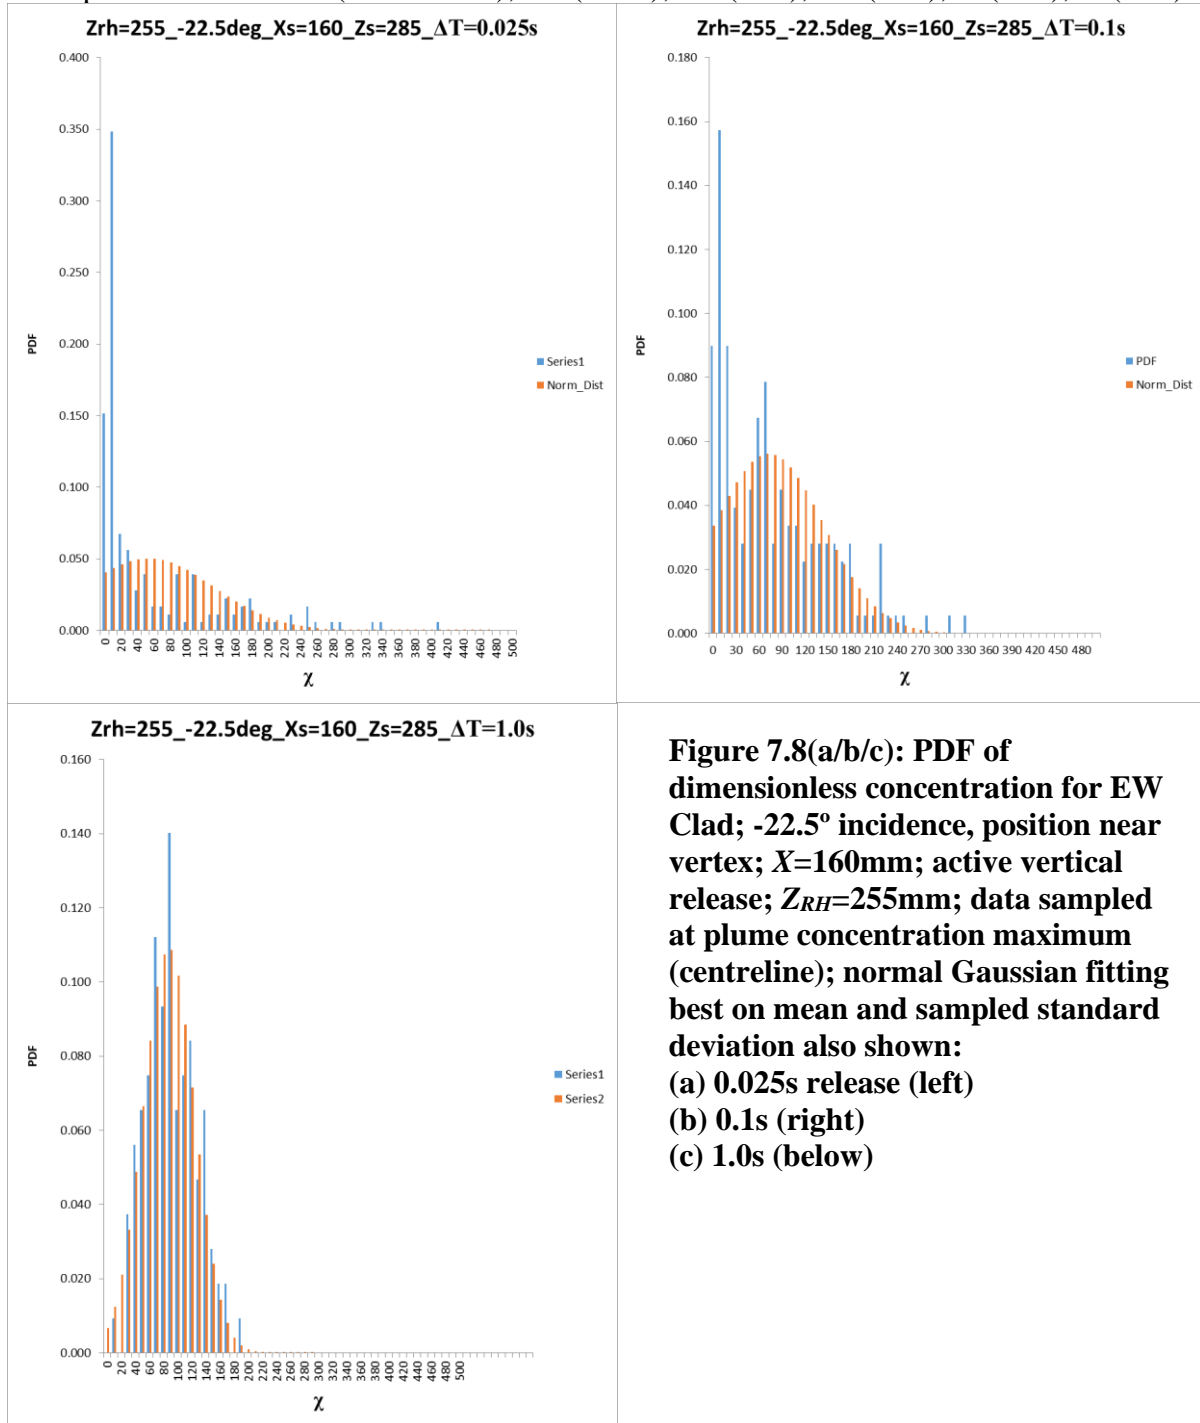 Zrh=255_-22.5deg_Xs=160_Zs=285_ΔT=0.025s
0.400
0.350
0.300
0.250
0.200
0.150
0.100
0.050
0.000
PDF
Series1
Norm_Dist
0 20 40 60 80 100 120 140 160 180 200 220 240 260 280 300 320 340 360 380 400 420 440 460 480 500
χ
Zrh=255_-22.5deg_Xs=160_Zs=285_ΔT=0.1s
0.180
0.160
0.140
0.120
0.100
0.080
0.060
0.040
0.020
0.000
PDF
PDF
Norm_Dist
0 30 60 90 120 150 180 210 240 270 300 330 360 390 420 450 480
χ
Zrh=255_-22.5deg_Xs=160_Zs=285_ΔT=1.0s
0.160
0.140
0.120
0.100
0.080
0.060
0.040
0.020
0.000
PDF
Series1
Series2
0 20 40 60 80 100 120 140 160 180 200 220 240 260 280 300 320 340 360 380 400 420 440 460 480 500
χ
Figure 7.8(a/b/c): PDF of
dimensionless concentration for EW
Clad; -22.5º incidence, position near
vertex; X=160mm; active vertical
release; ZRH=255mm; data sampled
at plume concentration maximum
(centreline); normal Gaussian fitting
best on mean and sampled standard
deviation also shown:
(a) 0.025s release (left)
(b) 0.1s (right)
(c) 1.0s (below)